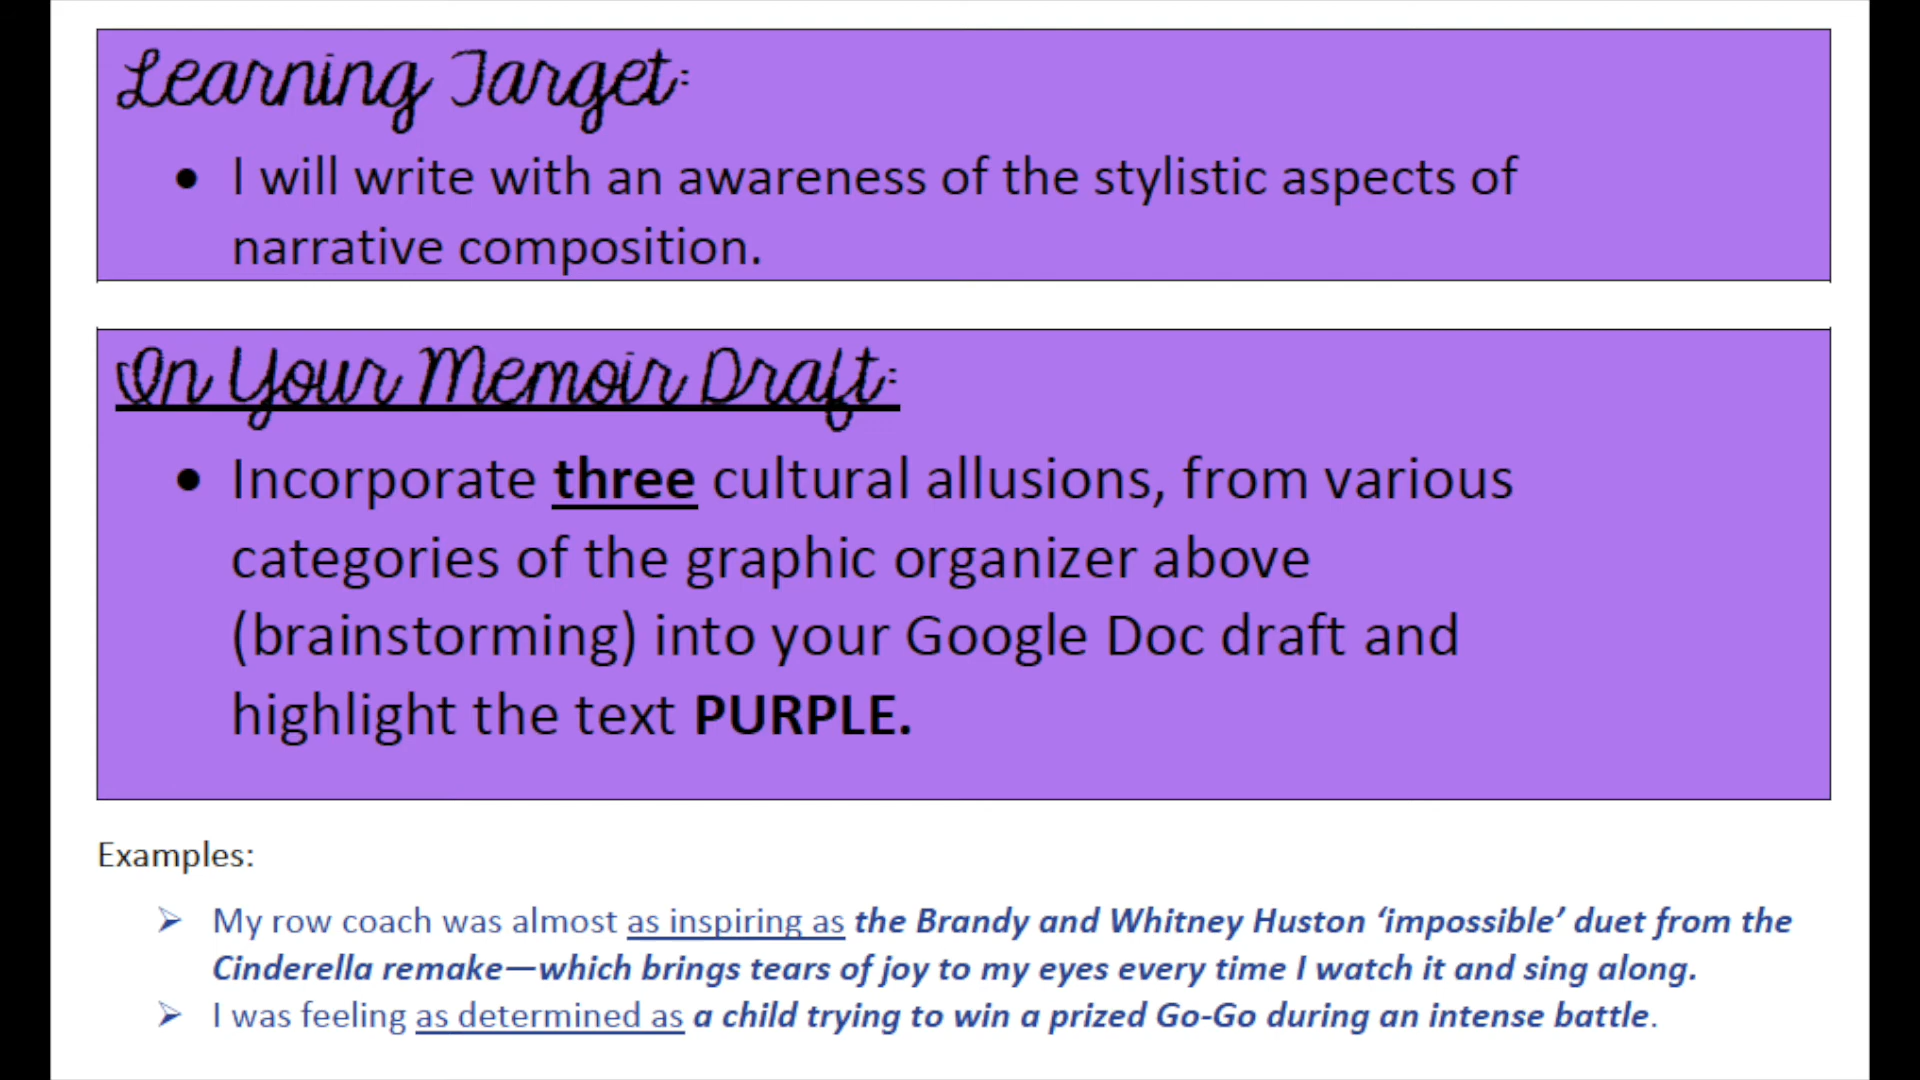 Learning Target:
• I will write with an awareness of the stylistic aspects of
narrative composition.
On Your Memoir Draft:
• Incorporate three cultural allusions, from various
categories of the graphic organizer above
(brainstorming) into your Google Doc draft and
highlight the text PURPLE.
Examples:
➢ My row coach was almost as inspiring as the Brandy and Whitney Huston ‘impossible’ duet from the
Cinderella remake—which brings tears of joy to my eyes every time I watch it and sing along.
➢ I was feeling as determined as a child trying to win a prized Go-Go during an intense battle.